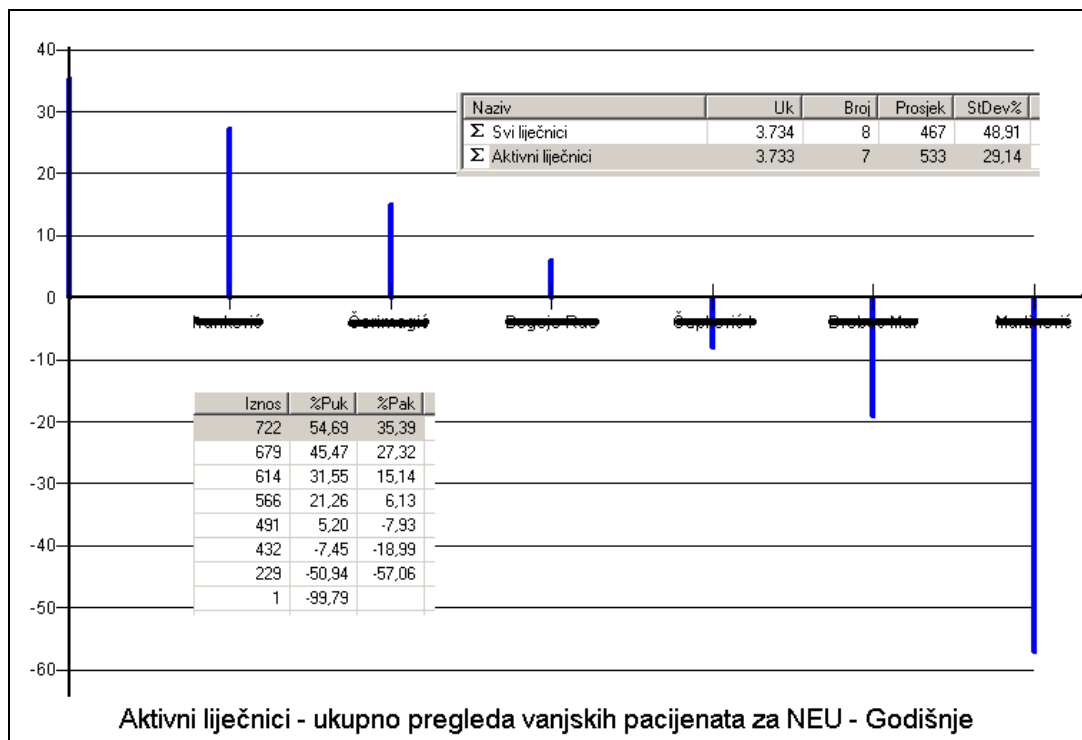 40
30
Naziv Uk Broj Prosjek StDev%
Σ Svi liječnici 3.734 8 467 48,91
Σ Aktivni liječnici 3.733 7 533 29,14
20
10
0
-10
Iznos %Puk %Pak
722 54,69 35,39
-20
679 45,47 27,32
614 31,55 15,14
-30
566 21,26 6,13
491 5,20 -7,93
-40
432 -7,45 -18,99
229 -50,94 -57,06
1 -99,79
-50
-60
Aktivni liječnici - ukupno pregleda vanjskih pacijenata za NEU - Godišnje